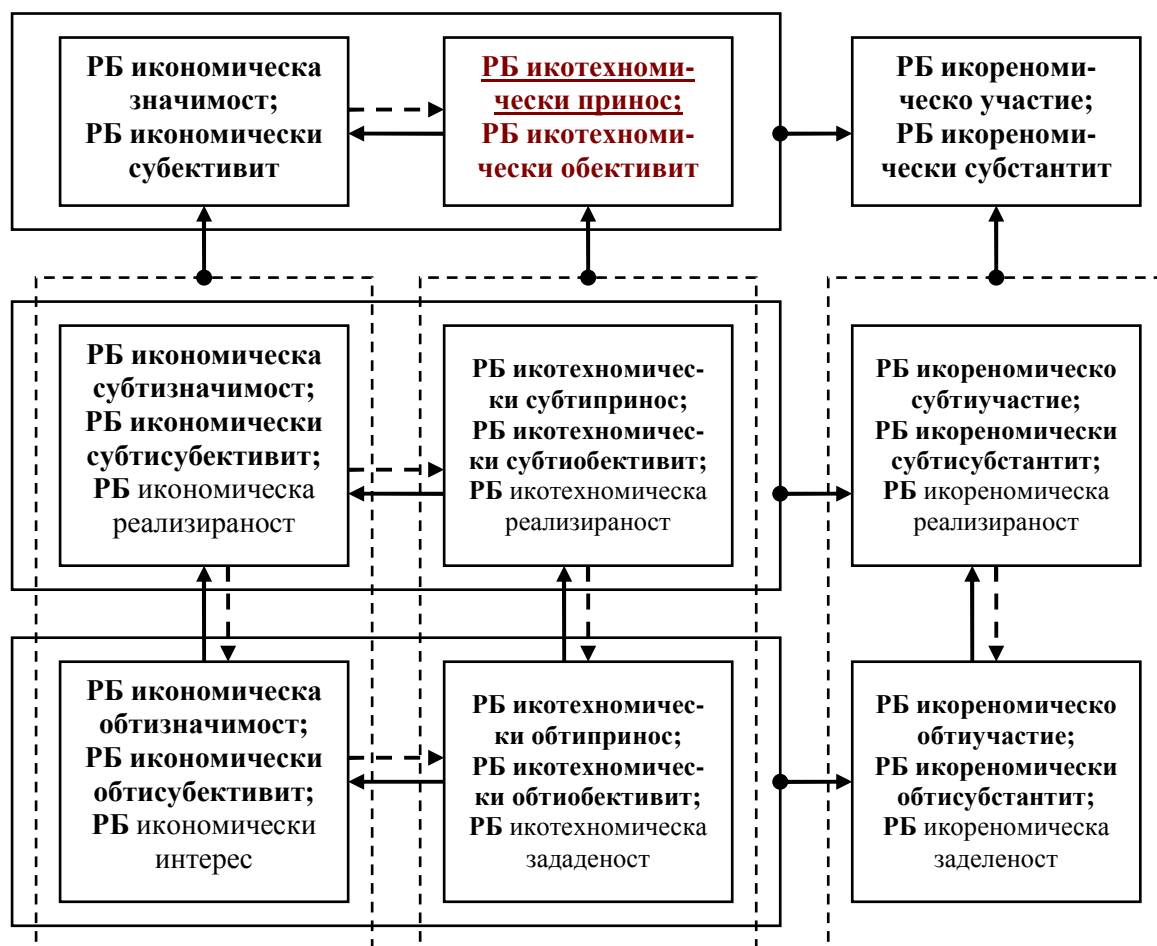 РБ икономическа
значимост;
РБ икономически
субективит
РБ икотехноми-
чески принос;
РБ икотехноми-
чески обективит
РБ икореноми-
ческо участие;
РБ икореноми-
чески субстантит
РБ икономическа
субтизначимост;
РБ икономически
субтисубективит;
РБ икономическа
реализираност
РБ икотехномичес-
ки субтипринос;
РБ икотехномичес-
ки субтиобективит;
РБ икотехномическа
реализираност
РБ икореномическо
субтиучастие;
РБ икореномически
субтисубстантит;
РБ икореномическа
реализираност
РБ икономическа
обтизначимост;
РБ икономически
обтисубективит;
РБ икономически
интерес
РБ икотехномичес-
ки обтипринос;
РБ икотехномичес-
ки обтиобективит;
РБ икотехномическа
зададеност
РБ икореномическо
обтиучастие;
РБ икореномически
обтисубстантит;
РБ икореномическа
заделеност